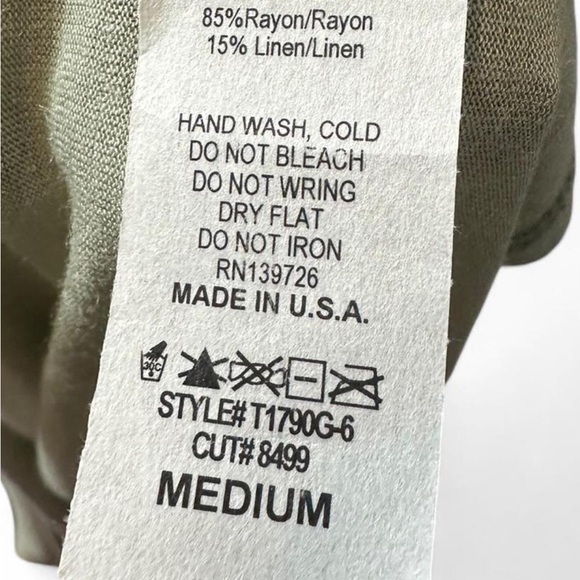 85%Rayon/Rayon
15% Linen/Linen
HAND WASH, COLD
DO NOT BLEACH
DO NOT WRING
DRY FLAT
DO NOT IRON
RN139726
MADE IN U.S.A.
30C
STYLE# T1790G-6
CUT# 8499
MEDIUM